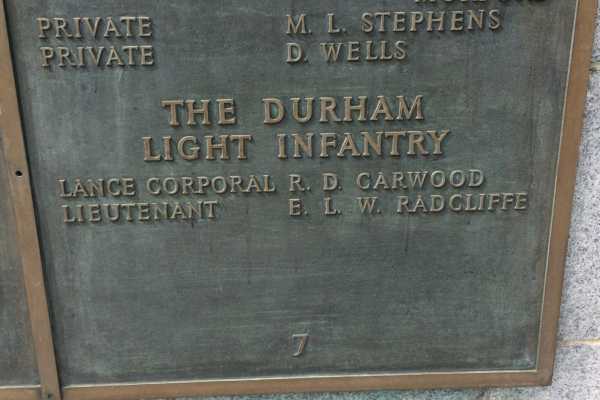 PRIVATE M. L. STEPHENS
PRIVATE D. WELLS
THE DURHAM
LIGHT INFANTRY
LANCE CORPORAL R. D. CARWOOD
LIEUTENANT E. L. W. RADCLIFFE
7